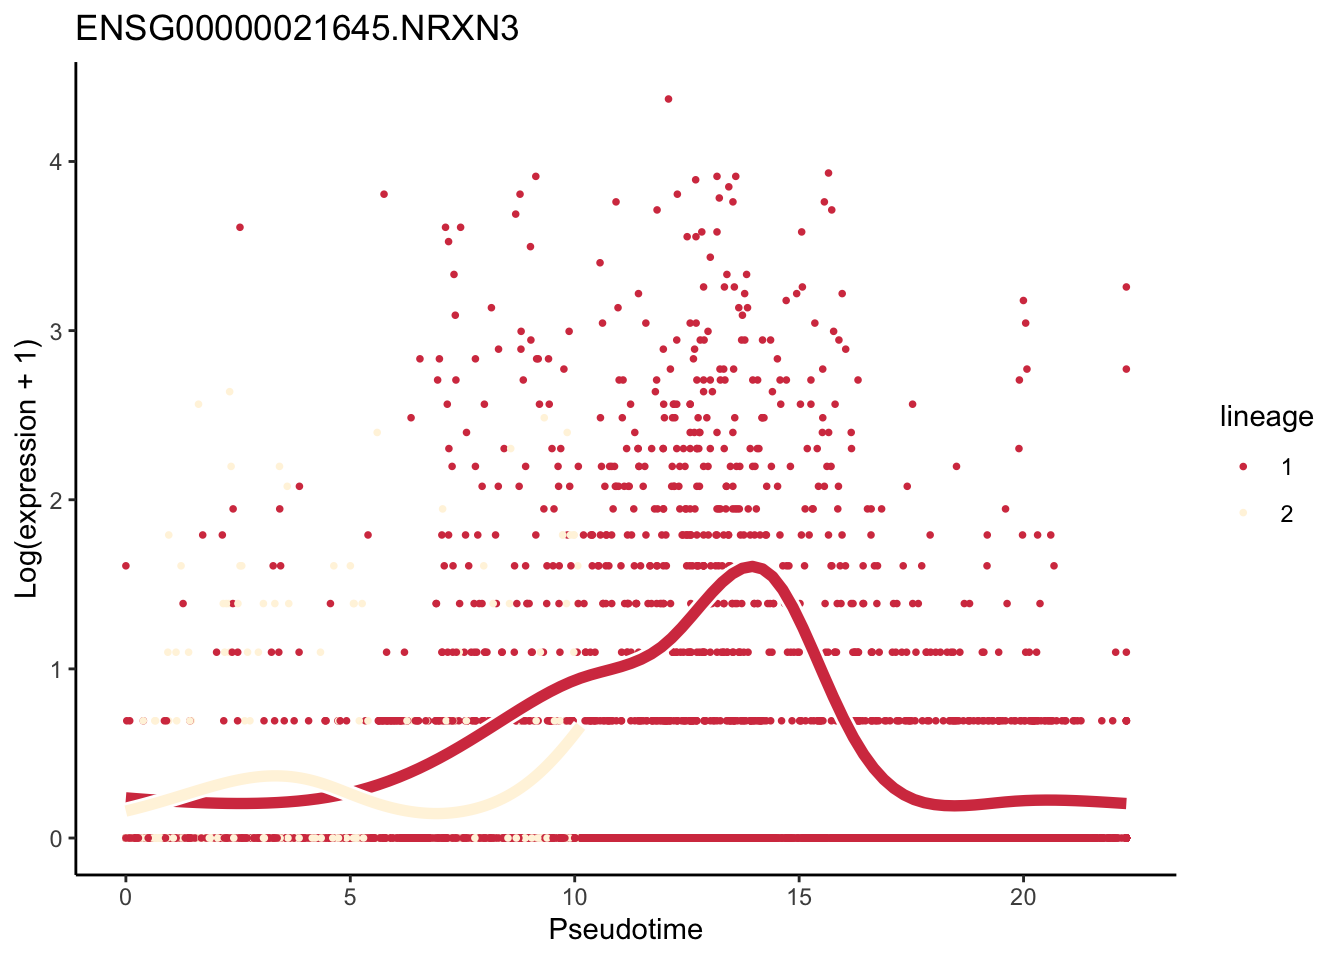 ENSG00000021645.NRXN3
Log(expression + 1)
4
3
2
1
0
0 5 10 15 20
Pseudotime
lineage
1
2